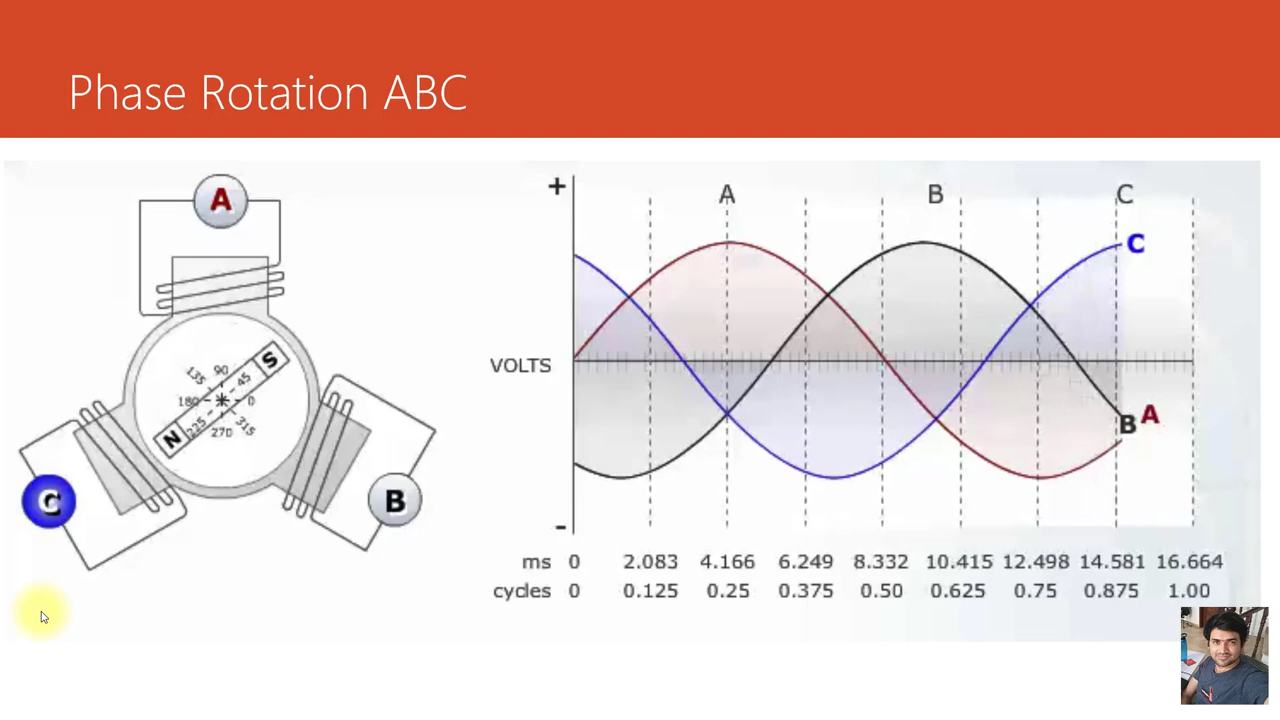 Phase Rotation ABC
A
S
N
90
45
0
315
270
225
180
135
C
B
+
A B C
C
VOLTS
B A
-
ms 0 2.083 4.166 6.249 8.332 10.415 12.498 14.581 16.664
cycles 0 0.125 0.25 0.375 0.50 0.625 0.75 0.875 1.00